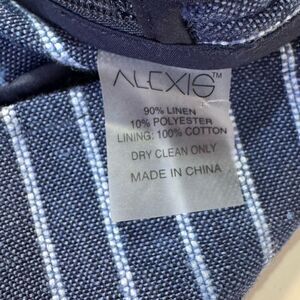 ALEXIS™
90% LINEN
10% POLYESTER
LINING: 100% COTTON
DRY CLEAN ONLY
MADE IN CHINA